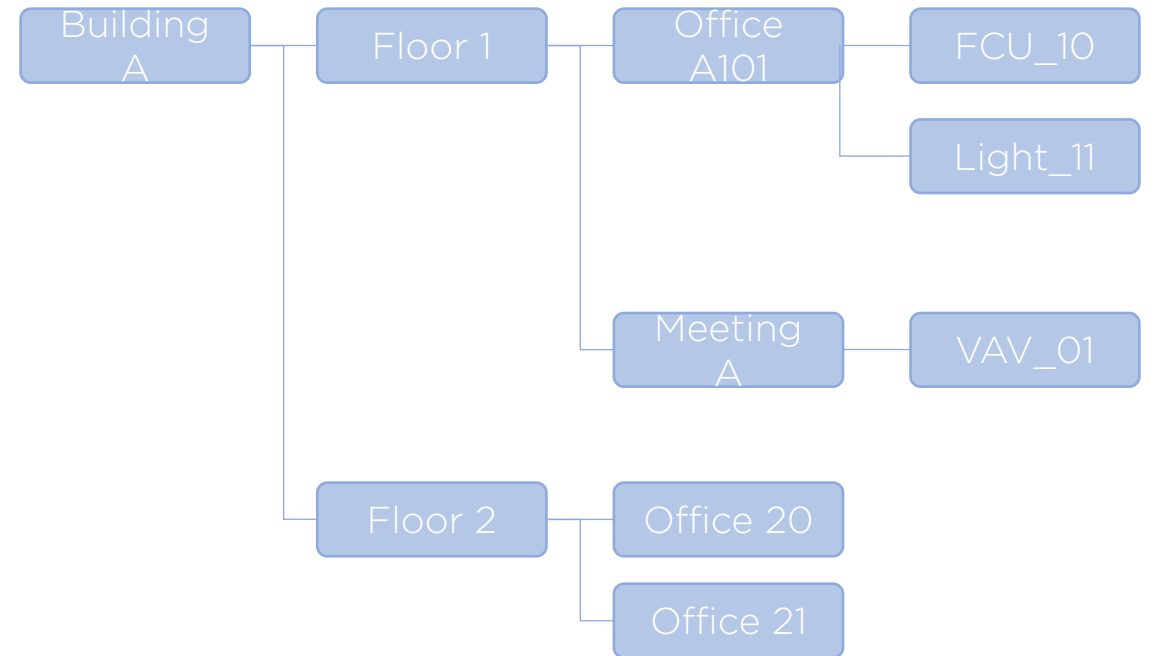 Building
A
Floor 1
Office
A101
FCU_10
Light_11
Meeting
A
VAV_01
Floor 2
Office 20
Office 21